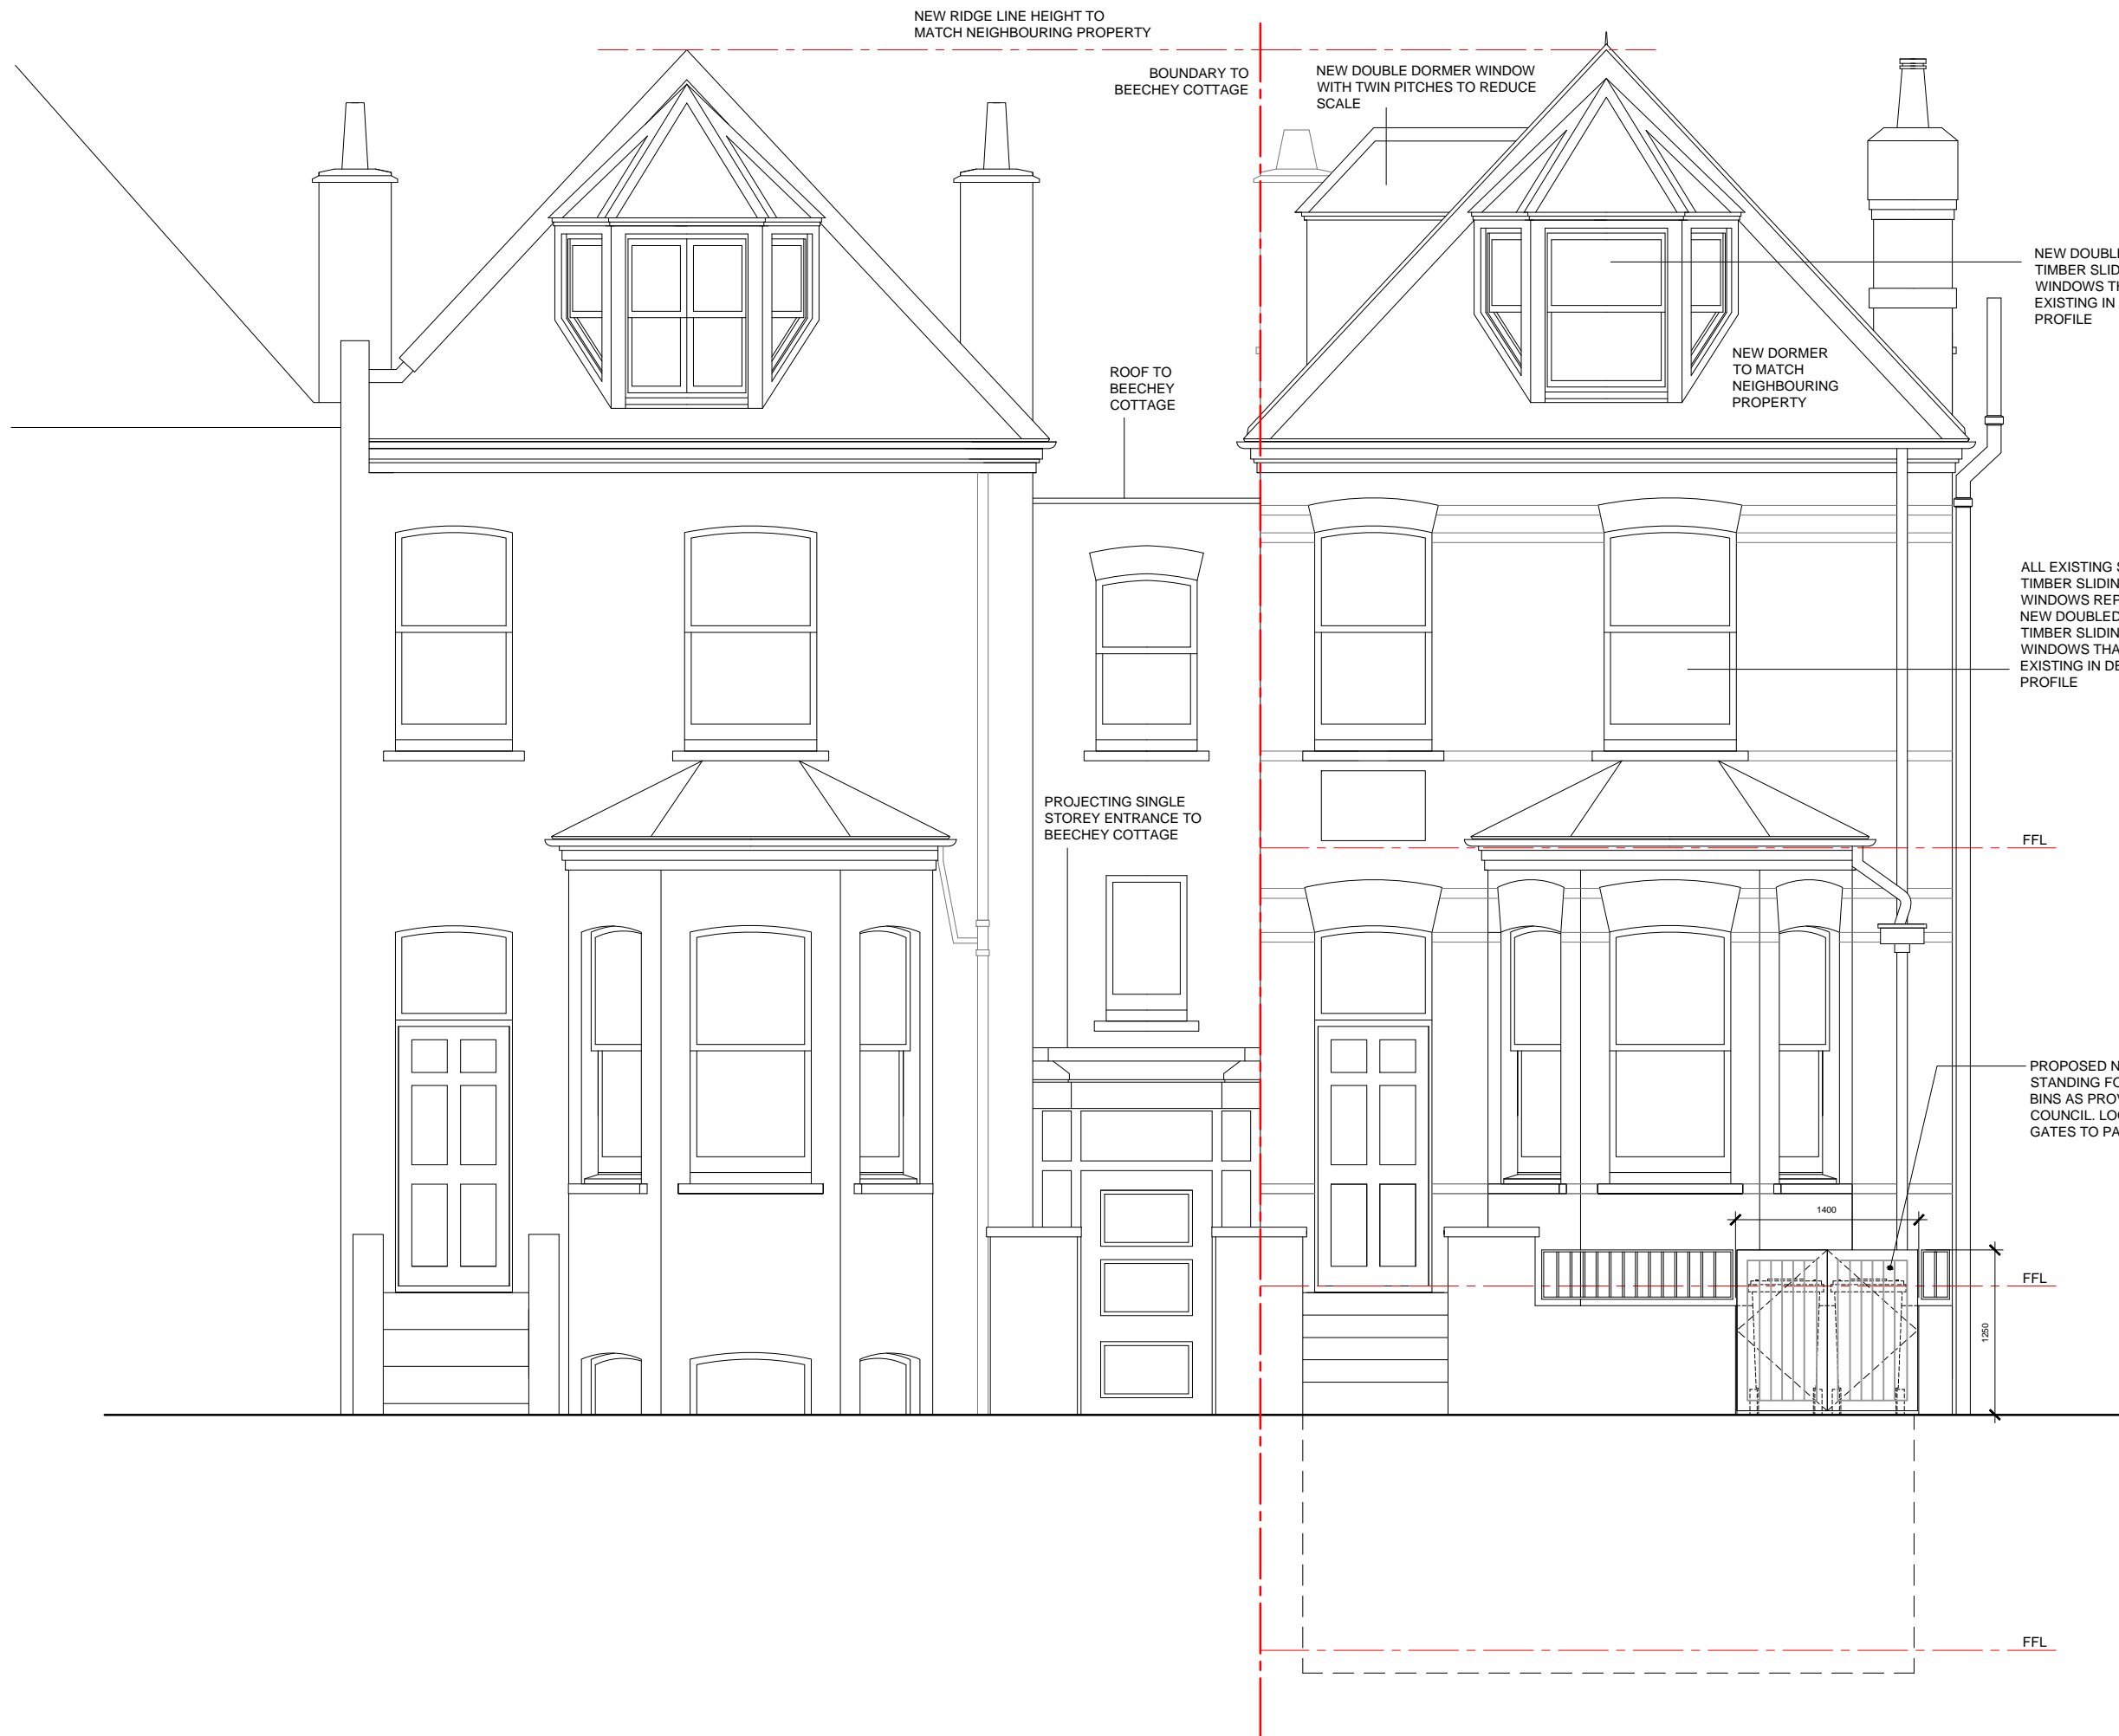 NEW RIDGE LINE HEIGHT TO
MATCH NEIGHBOURING PROPERTY
BOUNDARY TO
BEECHEY COTTAGE
NEW DOUBLE DORMER WINDOW
WITH TWIN PITCHES TO REDUCE
SCALE
NEW DOUBLE
TIMBER SLID
WINDOWS TH
EXISTING IN
PROFILE
NEW DORMER
TO MATCH
NEIGHBOURING
PROPERTY
ROOF TO
BEECHEY
COTTAGE
ALL EXISTING S
TIMBER SLIDIN
WINDOWS REP
NEW DOUBLED
TIMBER SLIDIN
WINDOWS THA
EXISTING IN DE
PROFILE
PROJECTING SINGLE
STOREY ENTRANCE TO
BEECHEY COTTAGE
FFL
PROPOSED N
STANDING FO
BINS AS PROV
COUNCIL. LOC
GATES TO PA
1400
FFL
1250
FFL